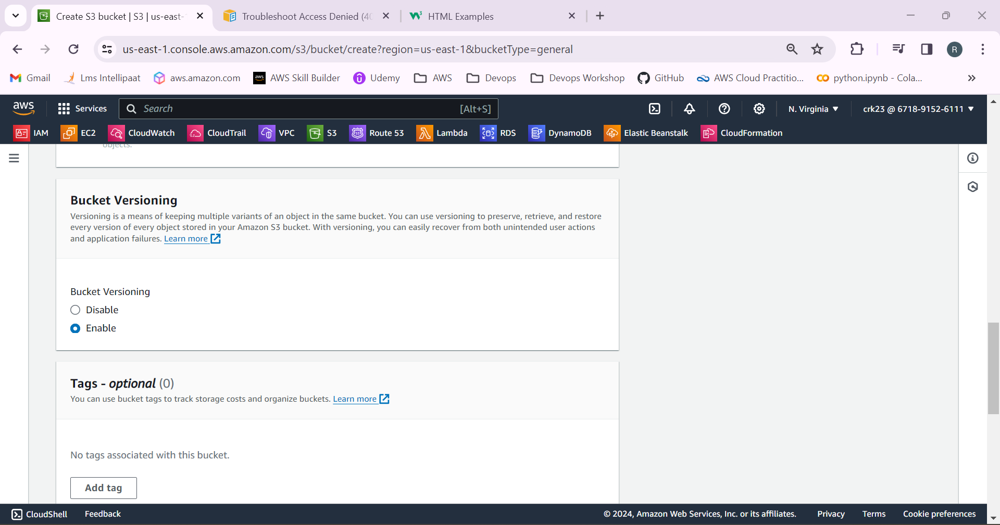 Create S3 bucket | S3 | us-east-
Troubleshoot Access Denied (40
HTML Examples
us-east-1.console.aws.amazon.com/s3/bucket/create?region=us-east-1&bucketType=general
R
Gmail
Lms Intellipaat
aws.amazon.com
aws
AWS Skill Builder
Udemy
AWS
Devops
Devops Workshop
GitHub
AWS Cloud Practitio...
python.ipynb - Cola...
aws
Services
Search
[Alt+S]
N. Virginia
crk23 @ 6718-9152-6111
IAM
EC2
CloudWatch
CloudTrail
VPC
S3
Route 53
Lambda
RDS
DynamoDB
Elastic Beanstalk
CloudFormation
objects.
Bucket Versioning
Versioning is a means of keeping multiple variants of an object in the same bucket. You can use versioning to preserve, retrieve, and restore
every version of every object stored in your Amazon S3 bucket. With versioning, you can easily recover from both unintended user actions
and application failures. Learn more
Bucket Versioning
Disable
Enable
Tags - optional (0)
You can use bucket tags to track storage costs and organize buckets. Learn more
No tags associated with this bucket.
Add tag
CloudShell
Feedback
© 2024, Amazon Web Services, Inc. or its affiliates.
Privacy
Terms
Cookie preferences